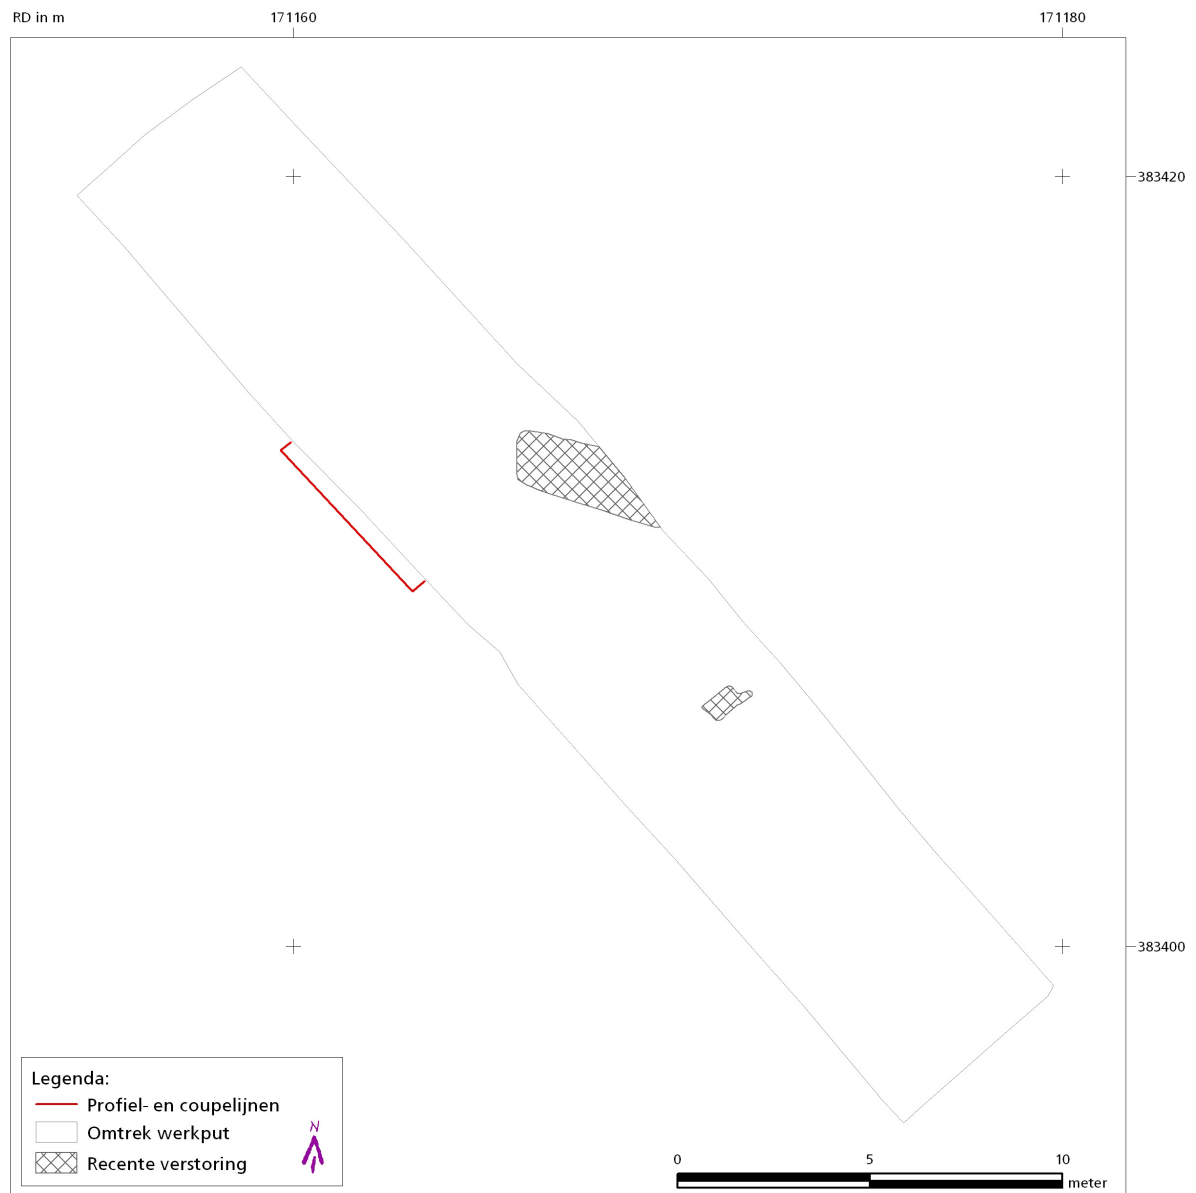 RD in m
171160
171180
383420
383400
Legenda:
Profiel- en coupelijnen
Omtrek werkput
Recente verstoring
N
0 5 10
meter